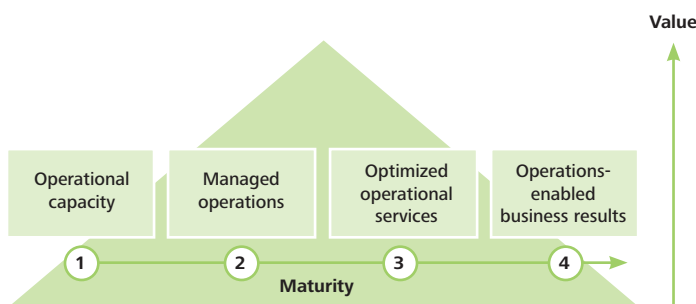 Value
Operational
capacity
Managed
operations
Optimized
operational
services
Operations-
enabled
business results
1
2
3
4
Maturity